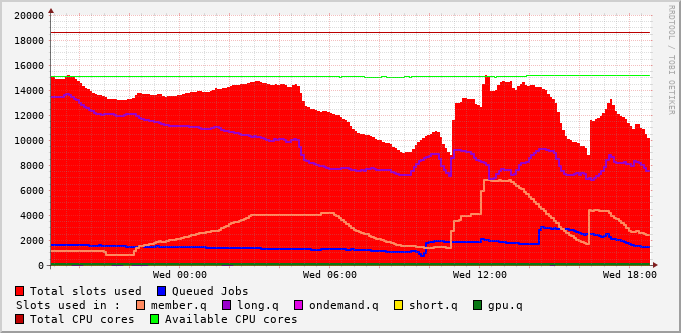 20000
18000
16000
14000
12000
10000
8000
6000
4000
2000
0
Wed 00:00 Wed 06:00 Wed 12:00 Wed 18:00
RRDTOOL / TOBI OETIKER
Total slots used Queued Jobs
Slots used in : member.q long.q ondemand.q short.q gpu.q
Total CPU cores Available CPU cores